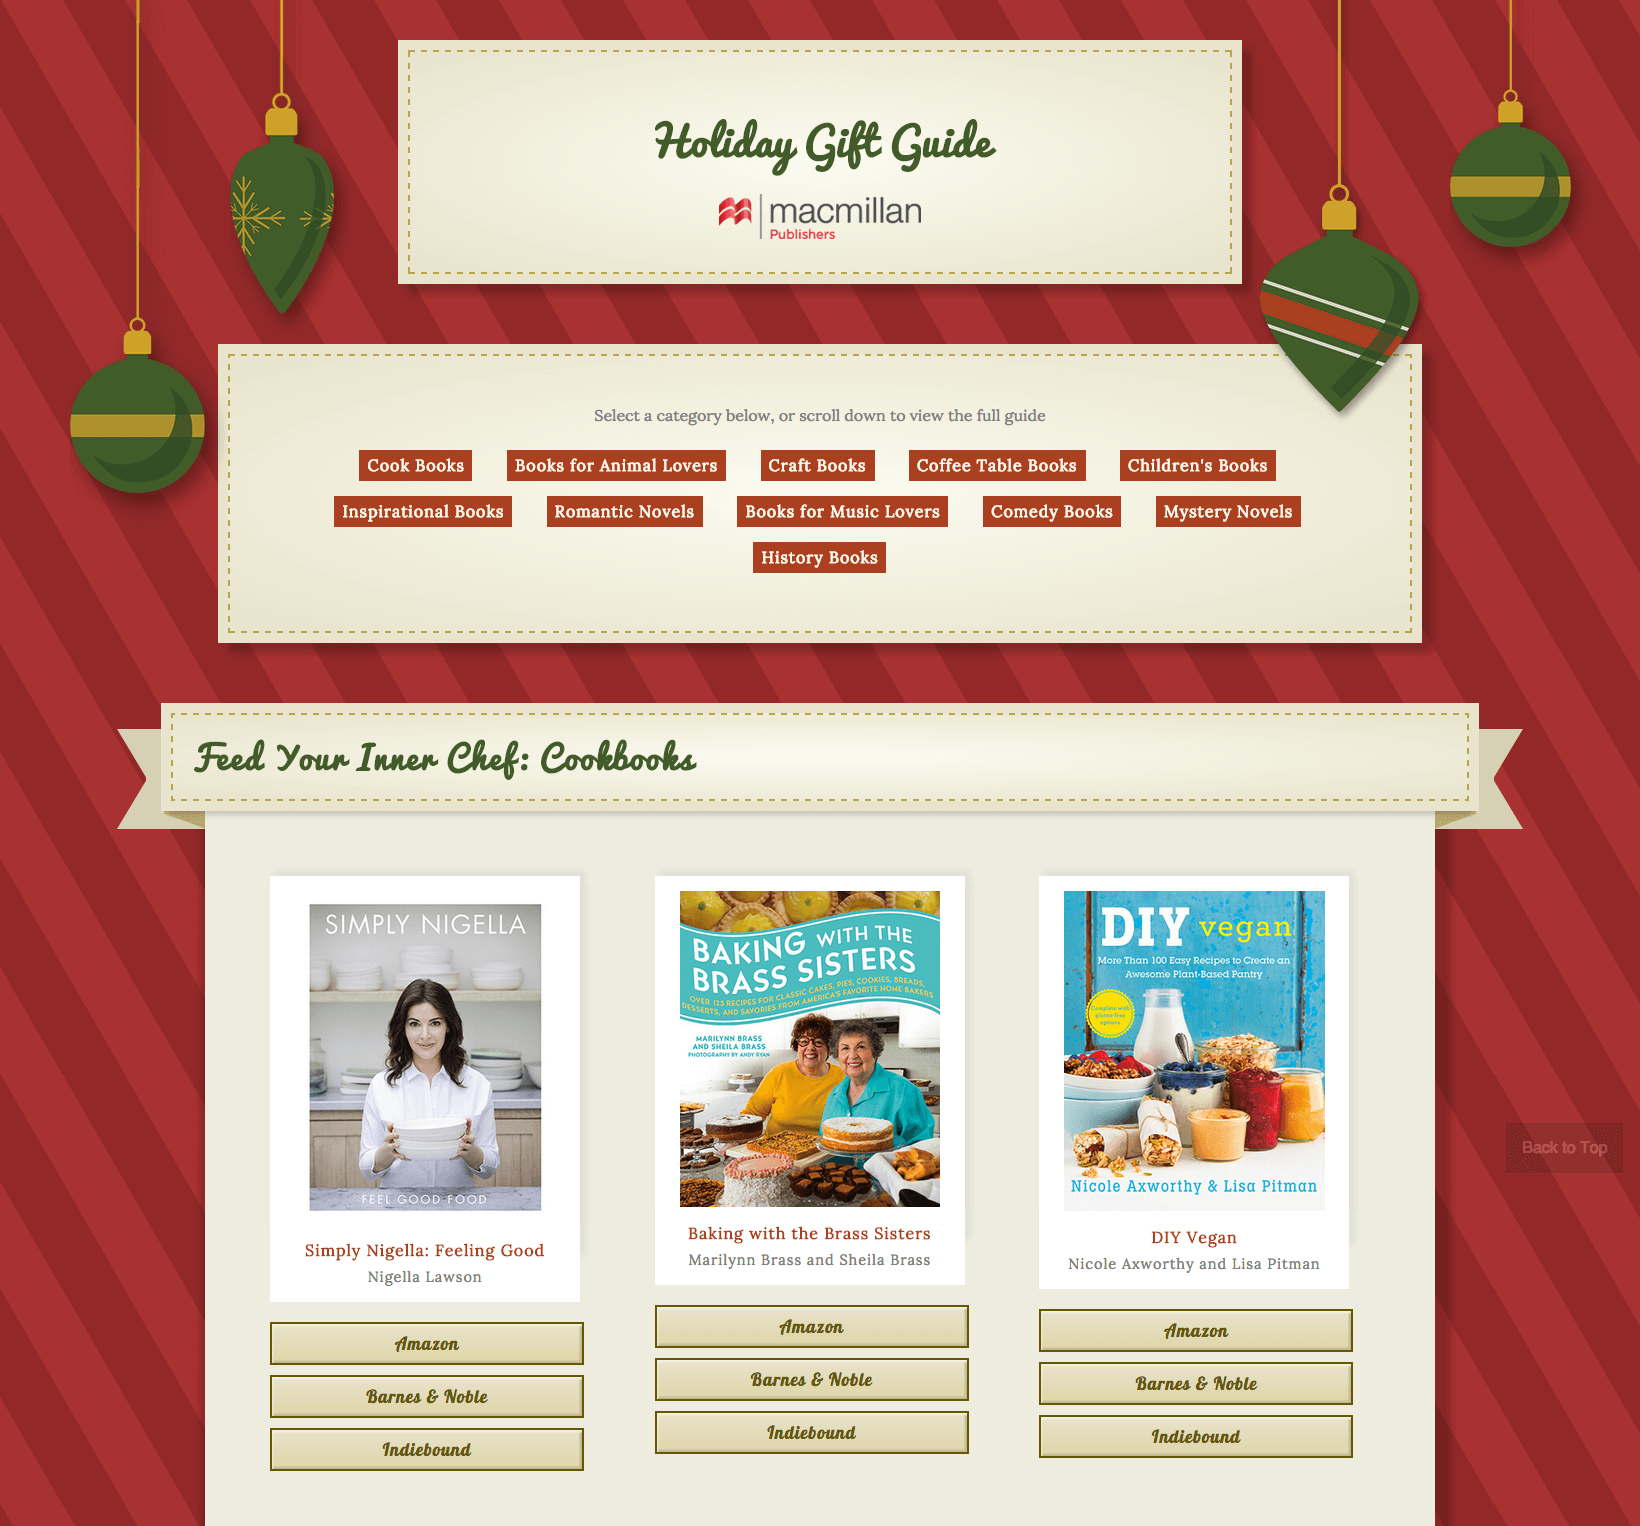 Holiday Gift Guide
macmillan
Publishers
Select a category below, or scroll down to view the full guide
Cook Books
Books for Animal Lovers
Craft Books
Coffee Table Books
Children's Books
Inspirational Books
Romantic Novels
Books for Music Lovers
Comedy Books
Mystery Novels
History Books
Feed Your Inner Chef: Cookbooks
SIMPLY NIGELLA
FEEL GOOD FOOD
Simply Nigella: Feeling Good
Nigella Lawson
Amazon
Barnes & Noble
Indiebound
BAKING WITH THE
BRASS SISTERS
OVER 125 RECIPES FOR CLASSIC CAKES, PIES, COOKIES, BREADS,
DESSERTS, AND SAVORIES FROM AMERICA'S FAVORITE HOME BAKERS
MARILYNN BRASS
AND SHEILA BRASS
PHOTOGRAPHY BY ANDY RYAN
Baking with the Brass Sisters
Marilynn Brass and Sheila Brass
Amazon
Barnes & Noble
Indiebound
DIY vegan
More Than 100 Easy Recipes to Create an
Awesome Plant-Based Pantry
Complete with
gluten-free
options
Nicole Axworthy & Lisa Pitman
DIY Vegan
Nicole Axworthy and Lisa Pitman
Amazon
Barnes & Noble
Indiebound
Back to Top